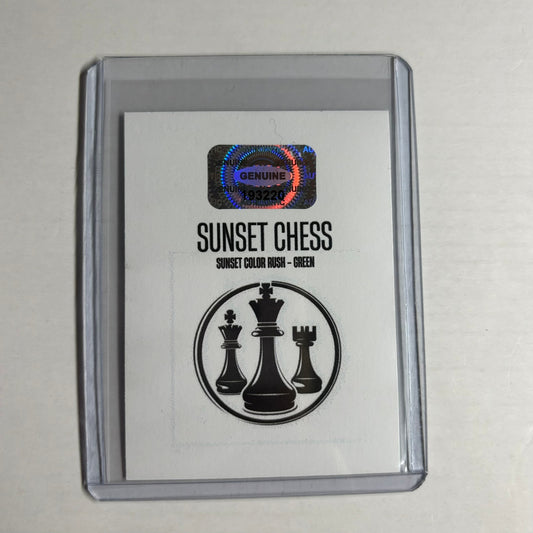 GENUINE
193220
SUNSET CHESS
SUNSET COLOR RUSH - GREEN